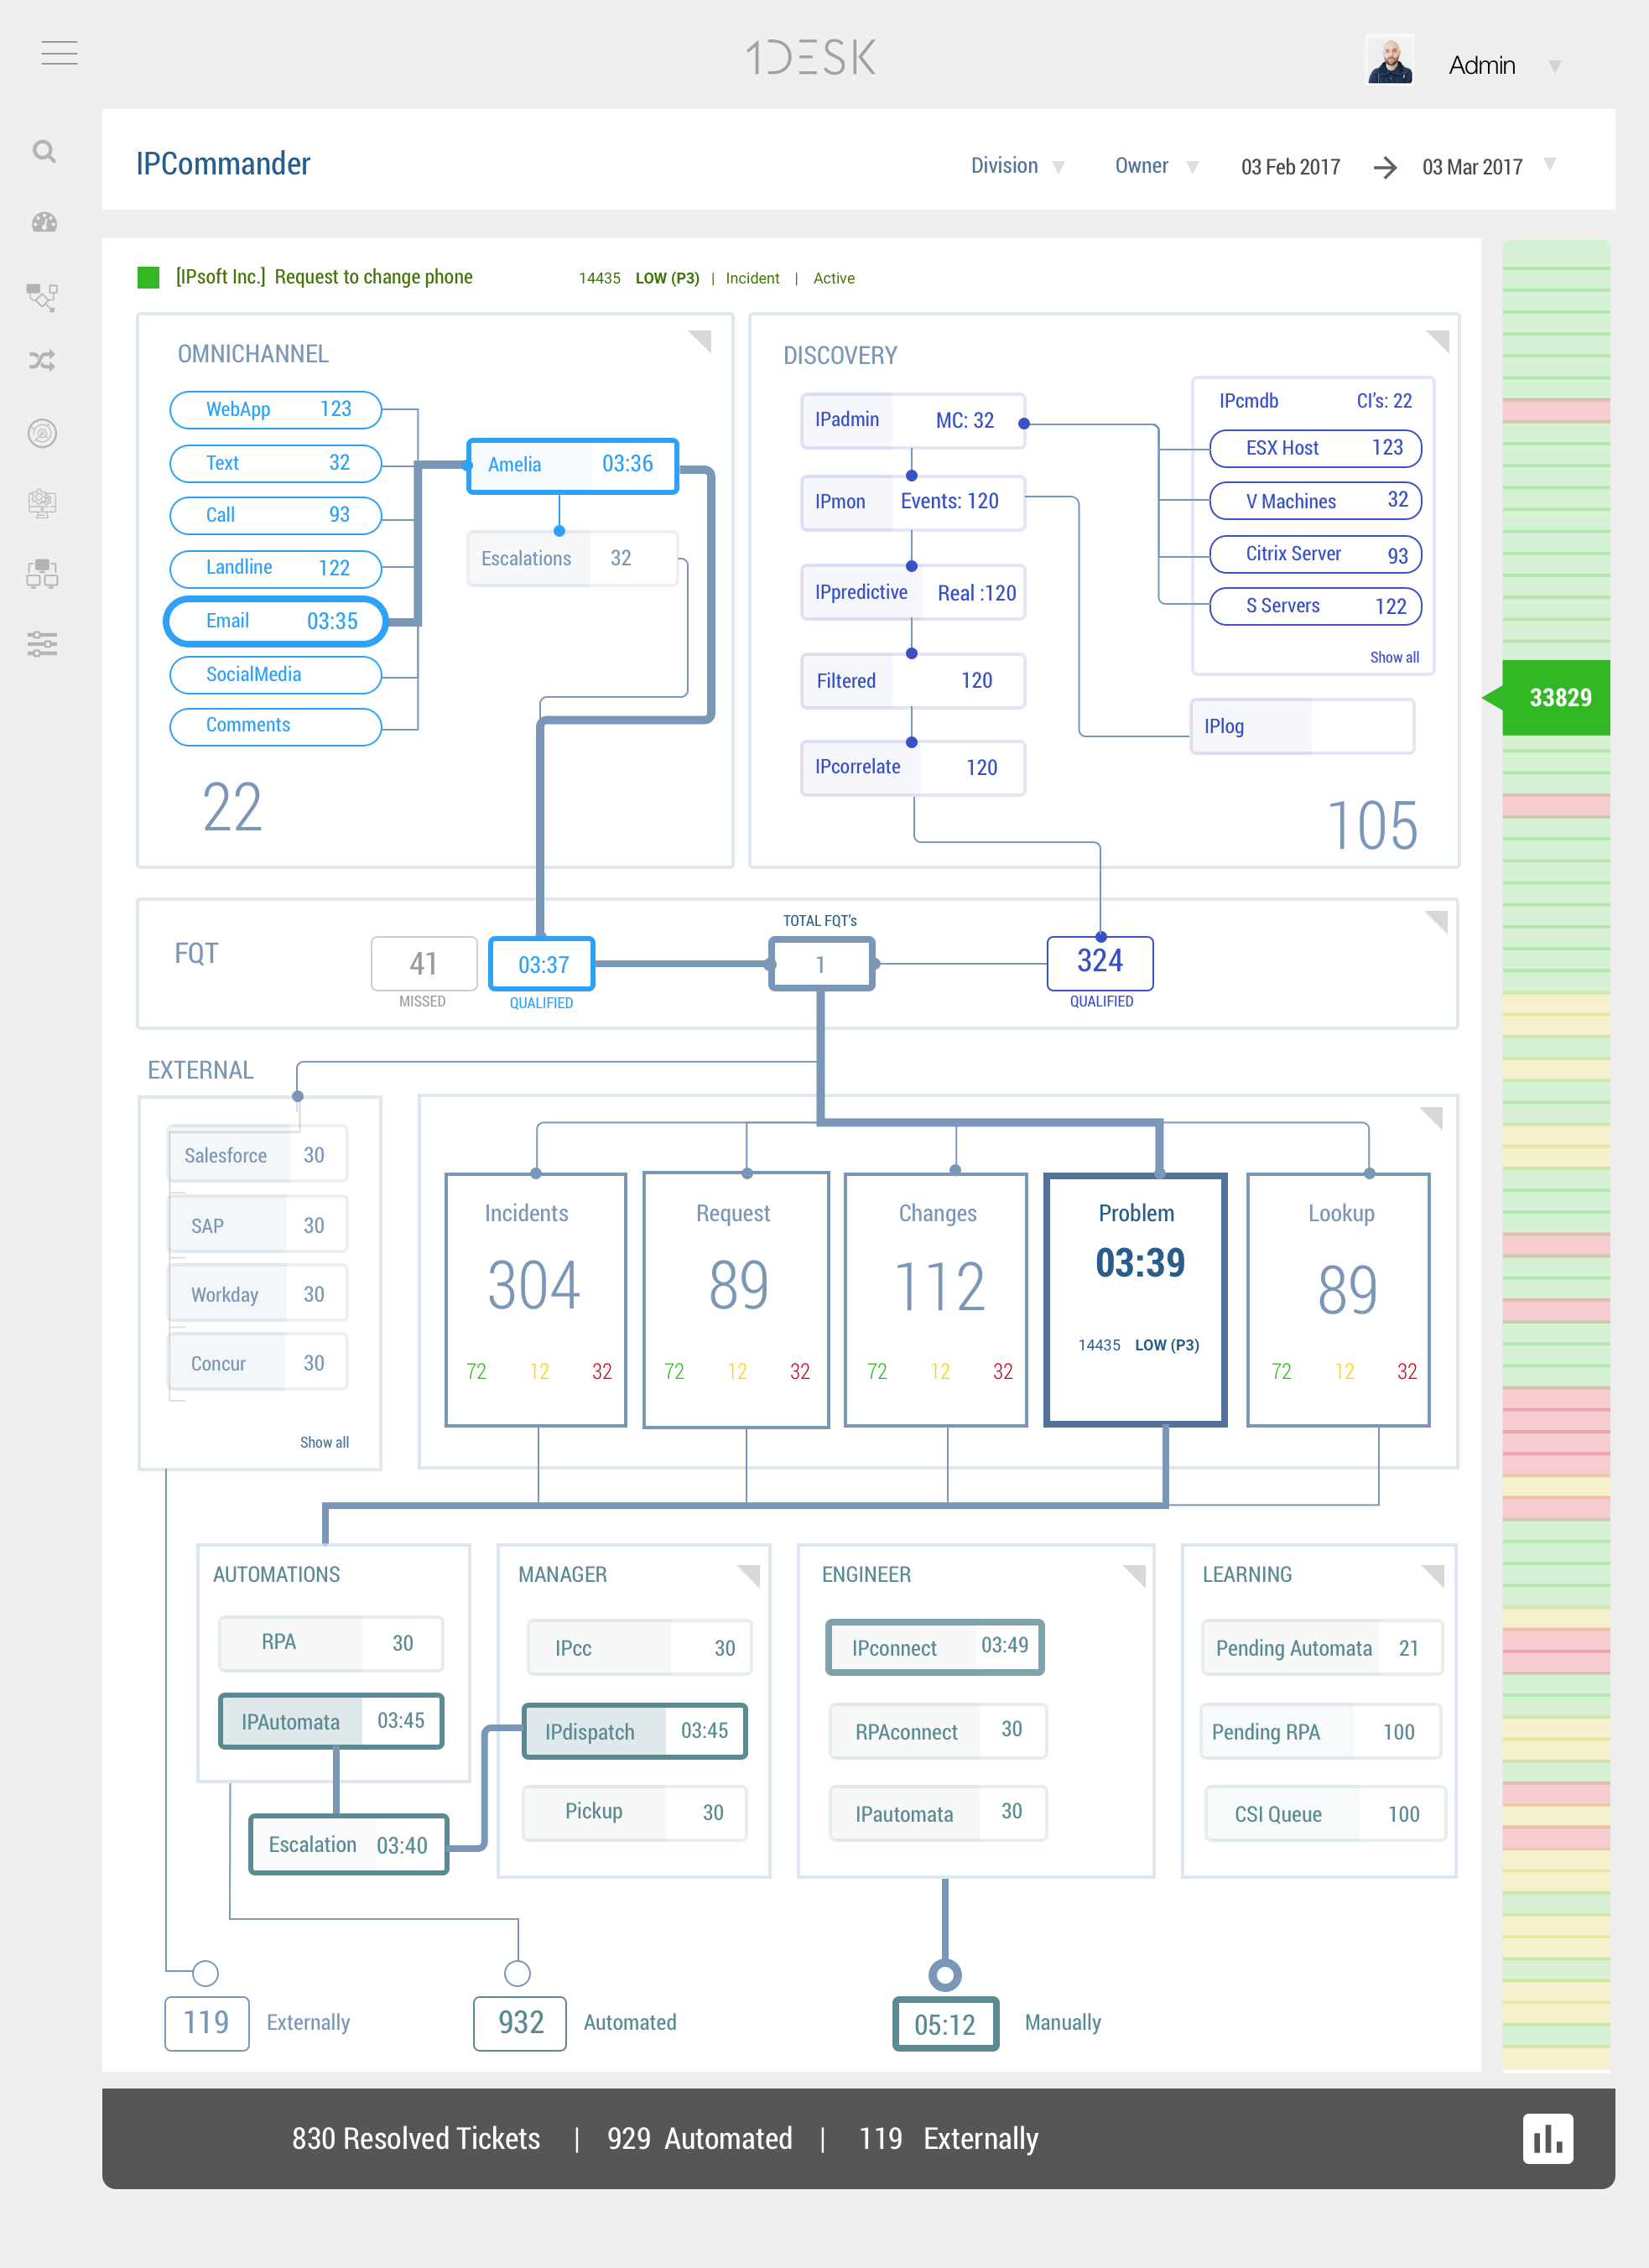 1DESK
Admin
IPCommander
Division
Owner
03 Feb 2017
03 Mar 2017
[IPsoft Inc.] Request to change phone
14435 LOW (P3) | Incident | Active
OMNICHANNEL
WebApp 123
Text 32
Call 93
Landline 122
Email 03:35
SocialMedia
Comments
Amelia 03:36
Escalations 32
22
DISCOVERY
IPadmin MC: 32
IPmon Events: 120
IPpredictive Real :120
Filtered 120
IPcorrelate 120
IPcmdb CI's: 22
ESX Host 123
V Machines 32
Citrix Server 93
S Servers 122
Show all
IPlog
105
33829
FQT
41
MISSED
03:37
QUALIFIED
TOTAL FQT's
1
324
QUALIFIED
EXTERNAL
Salesforce 30
SAP 30
Workday 30
Concur 30
Show all
Incidents
304
72 12 32
Request
89
72 12 32
Changes
112
72 12 32
Problem
03:39
14435 LOW (P3)
Lookup
89
72 12 32
AUTOMATIONS
RPA 30
IPAutomata 03:45
Escalation 03:40
MANAGER
IPcc 30
IPdispatch 03:45
Pickup 30
ENGINEER
IPconnect 03:49
RPAconnect 30
IPautomata 30
LEARNING
Pending Automata 21
Pending RPA 100
CSI Queue 100
119 Externally
932 Automated
05:12 Manually
830 Resolved Tickets | 929 Automated | 119 Externally